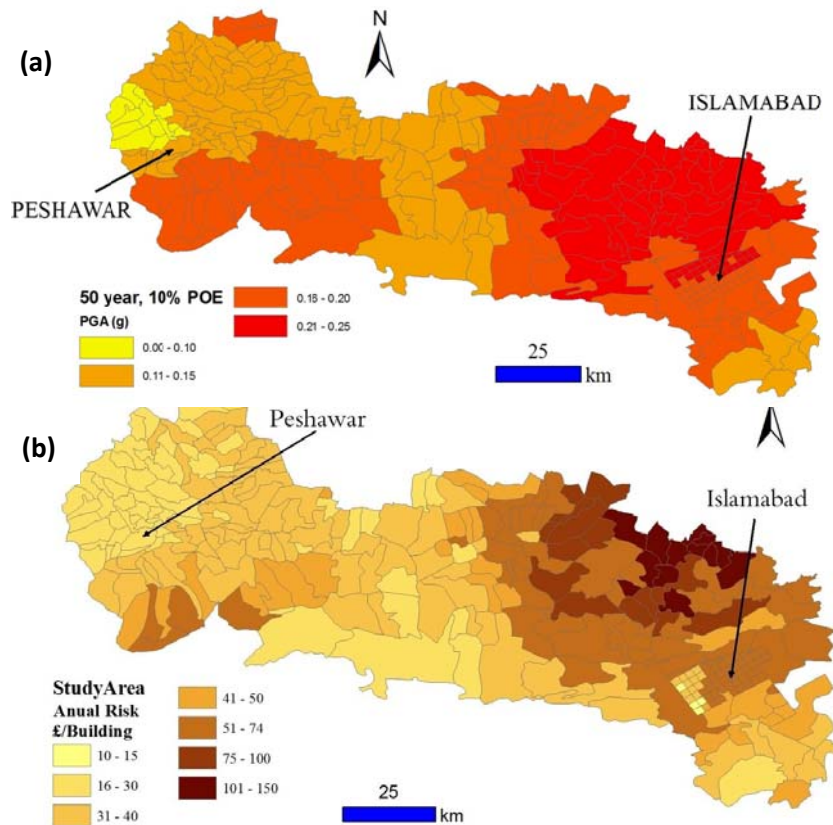 (a)
N
ISLAMABAD
PESHAWAR
50 year, 10% POE
PGA (g)
0.00 - 0.10
0.11 - 0.15
0.16 - 0.20
0.21 - 0.25
25
km
(b)
Peshawar
Islamabad
StudyArea
Anual Risk
£/Building
10 - 15
16 - 30
31 - 40
41 - 50
51 - 74
75 - 100
101 - 150
25
km